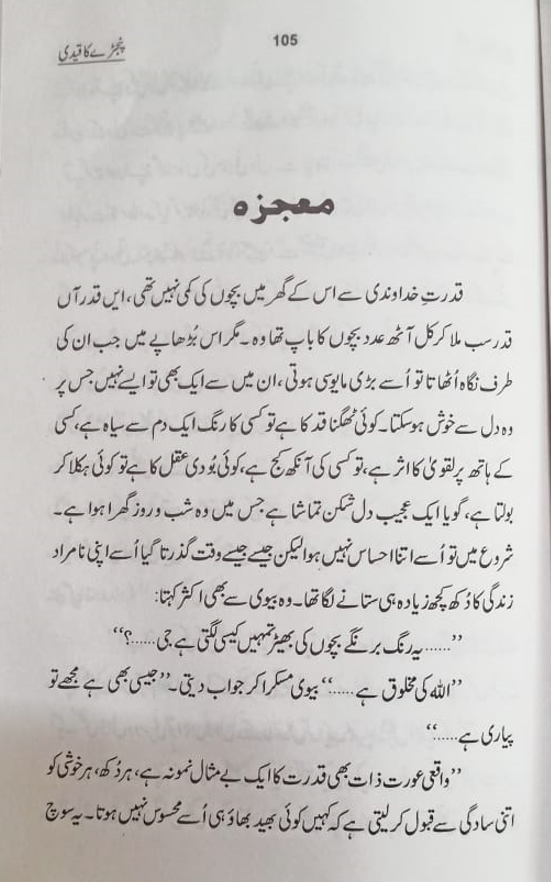 105
پنجرے کا قیدی
معجزہ
قدرتِ خداوندی سے اس کے گھر میں بچوں کی کمی نہیں تھی، ایں قدر آں
قدر سب ملا کر کل آٹھ عدد بچوں کا باپ تھا وہ۔ مگر اس بُڑھاپے میں جب ان کی
طرف نگاہ اُٹھاتا تو اُسے بڑی مایوسی ہوتی، ان میں سے ایک بھی تو ایسے نہیں جس پر
وہ دل سے خوش ہوسکتا۔ کوئی ٹھگنا قد کا ہے تو کسی کا رنگ ایک دم سے سیاہ ہے، کسی
کے ہاتھ پر لقویٰ کا اثر ہے، تو کسی کی آنکھ کج ہے، کوئی بُودی عقل کا ہے تو کوئی ہکلا کر
بولتا ہے، گویا ایک عجیب دل شکن تماشا ہے جس میں وہ شب و روز گھرا ہوا ہے۔
شروع میں تو اُسے اتنا احساس نہیں ہوا لیکن جیسے جیسے وقت گذرتا گیا اُسے اپنی نامراد
زندگی کا دُکھ کچھ زیادہ ہی ستانے لگا تھا۔ وہ بیوی سے بھی اکثر کہتا:
”...... یہ رنگ برنگے بچوں کی بھیڑ تمہیں کیسی لگتی ہے جی......؟“
”اللہ کی مخلوق ہے......“ بیوی مسکرا کر جواب دیتی۔ ”جیسی بھی ہے مجھے تو
پیاری ہے......“
”واقعی عورت ذات بھی قدرت کا ایک بے مثال نمونہ ہے، ہر دُکھ، ہر خوشی کو
اتنی سادگی سے قبول کر لیتی ہے کہ کہیں کوئی بھید بھاؤ ہی اُسے محسوس نہیں ہوتا۔ یہ سوچ